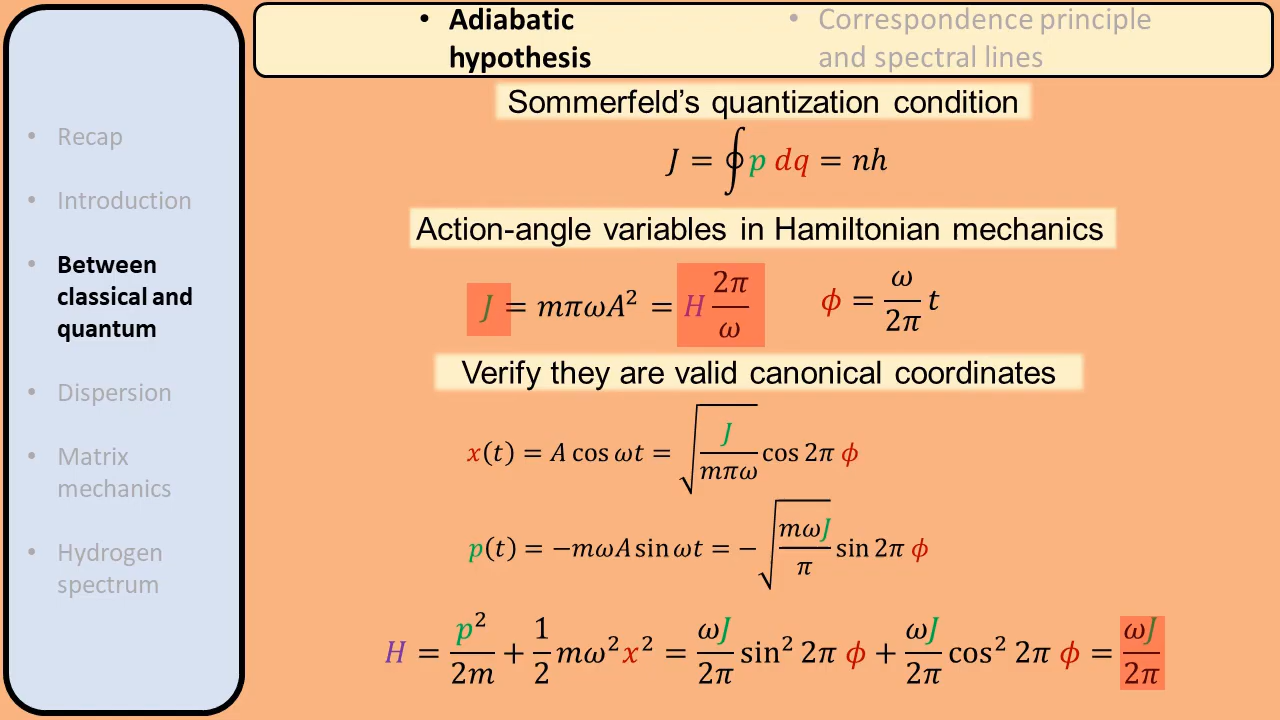 • Adiabatic
hypothesis
• Correspondence principle
and spectral lines
• Recap
• Introduction
• Between
classical and
quantum
• Dispersion
• Matrix
mechanics
• Hydrogen
spectrum
Sommerfeld’s quantization condition
J = ∮ p dq = nh
Action-angle variables in Hamiltonian mechanics
J = mπωA² = H 2π/ω
ϕ = ω/2π t
Verify they are valid canonical coordinates
x(t) = A cos ωt = √(J/mπω) cos 2π ϕ
p(t) = −mωA sin ωt = −√(mωJ/π) sin 2π ϕ
H = p²/2m + 1/2 mω²x² = ωJ/2π sin² 2π ϕ + ωJ/2π cos² 2π ϕ = ωJ/2π